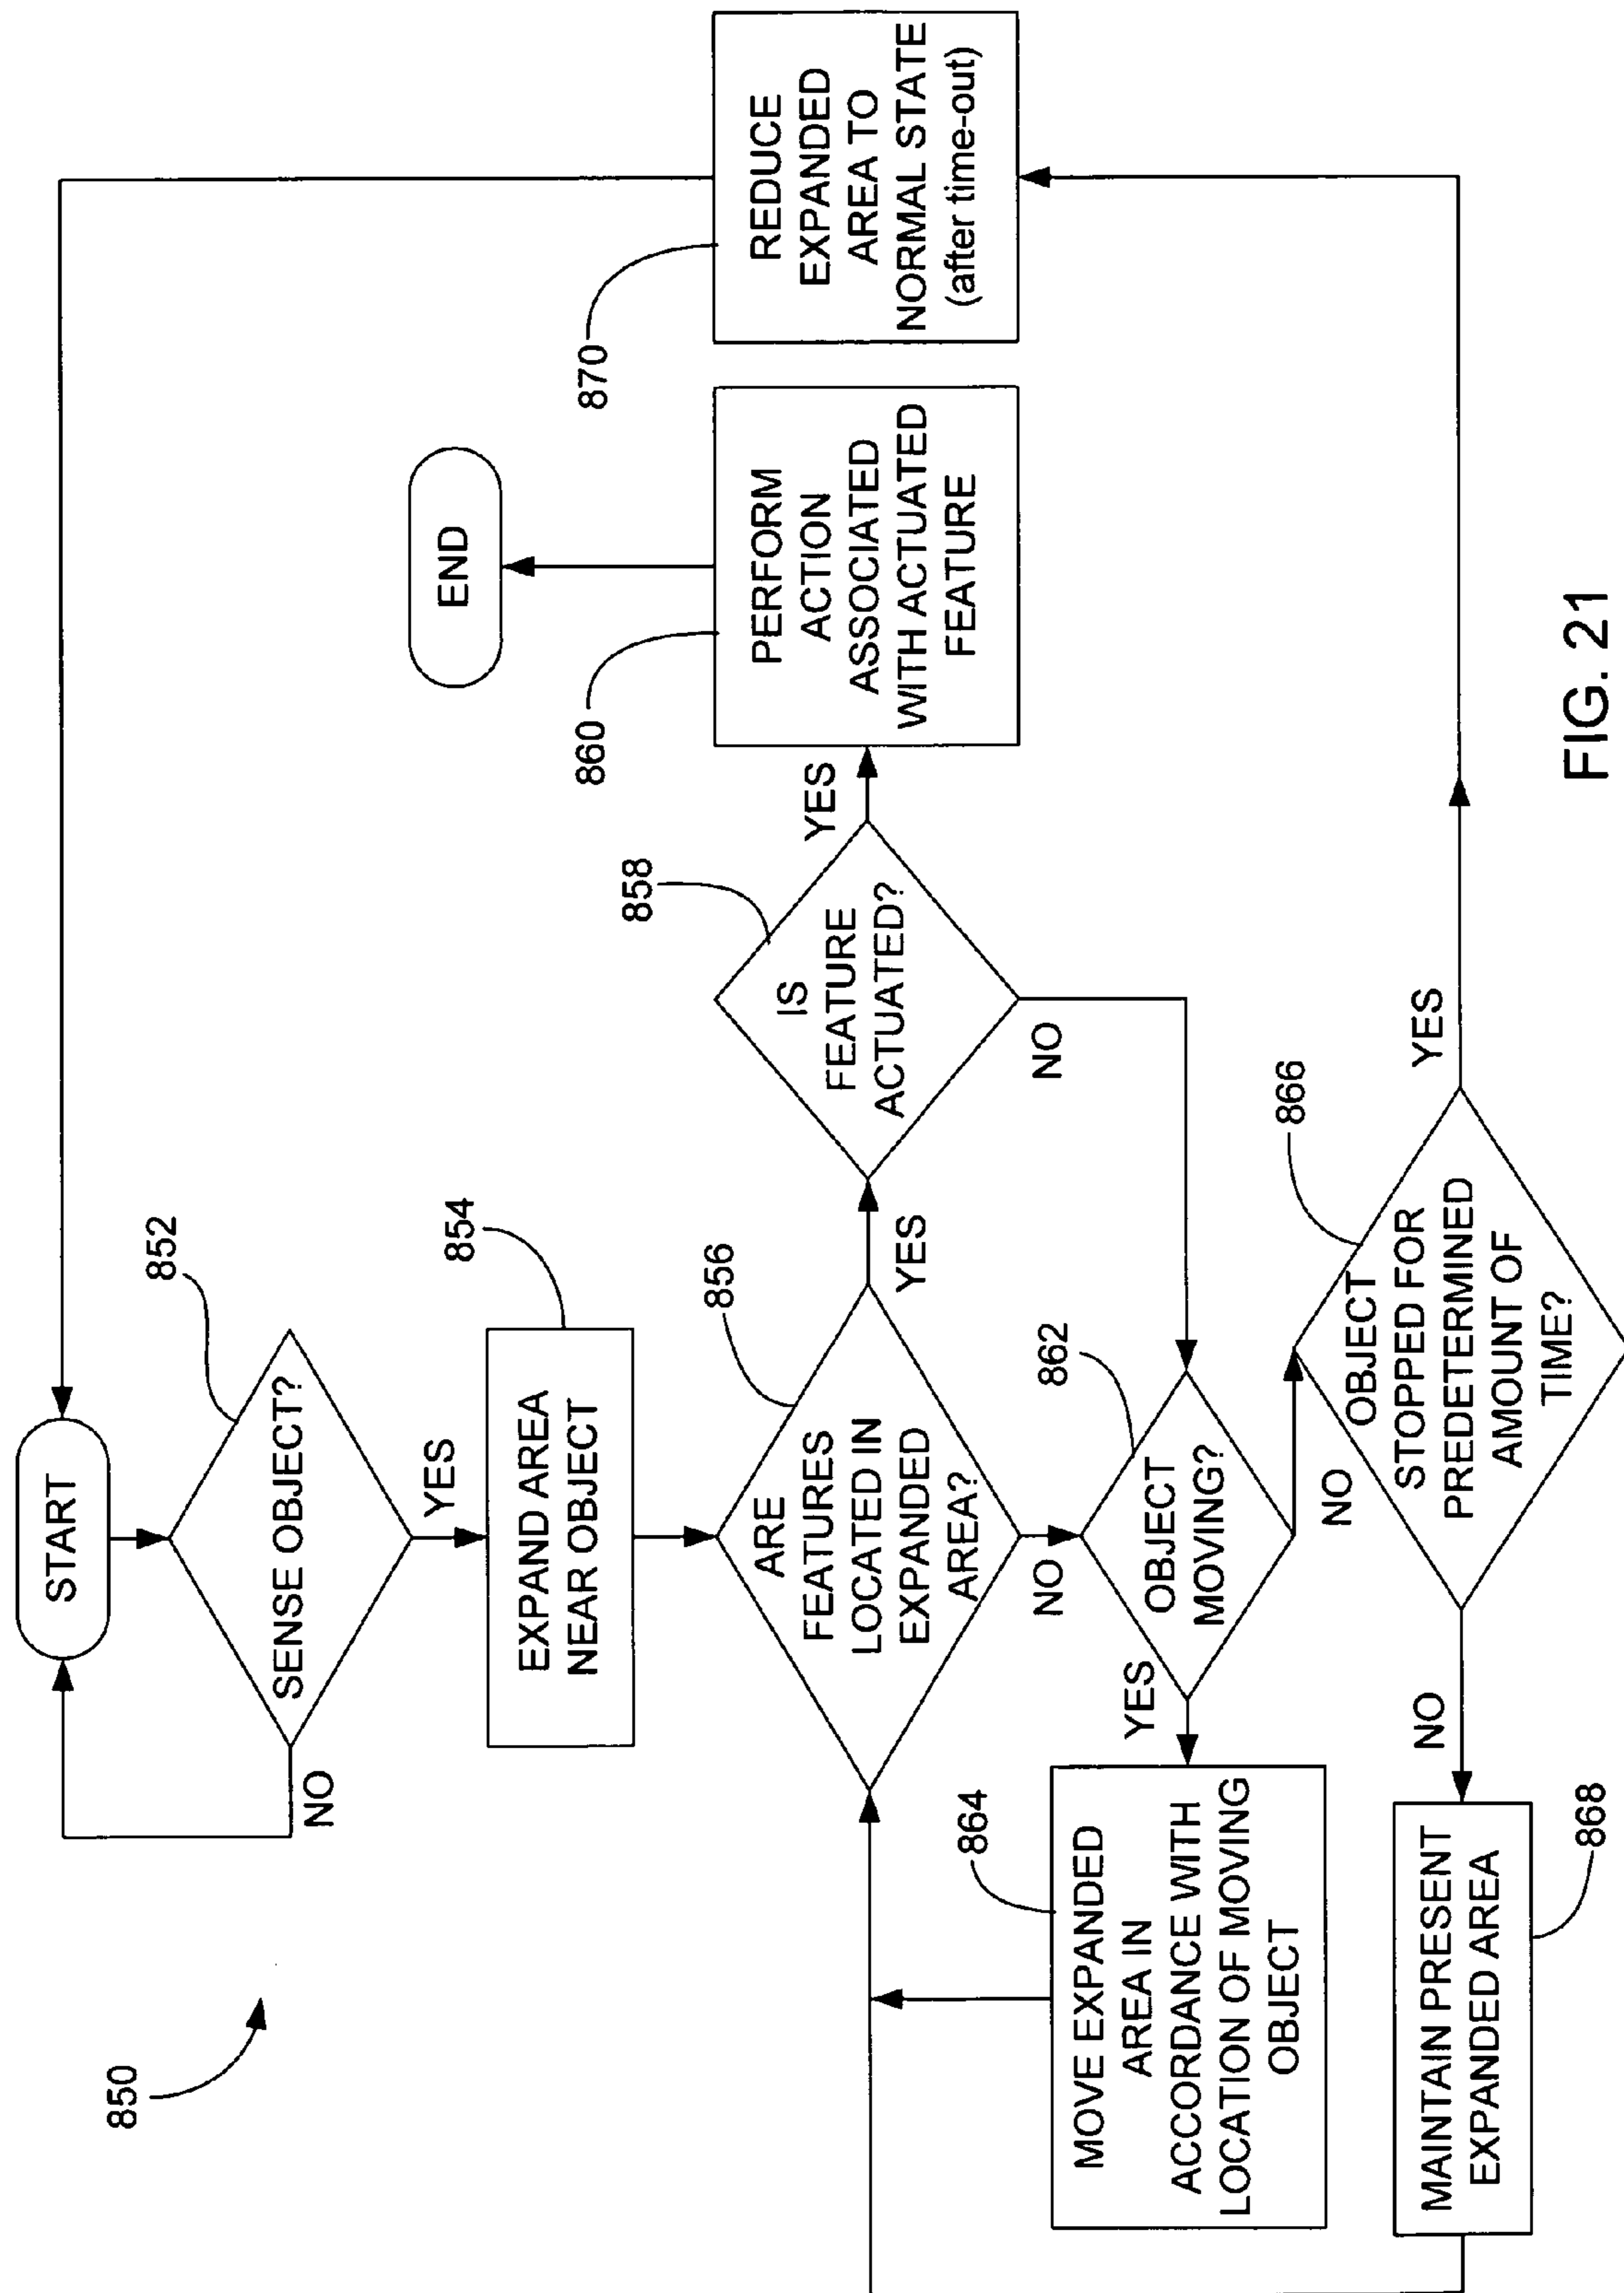 850
START
852
SENSE OBJECT?
NO
YES
854
EXPAND AREA
NEAR OBJECT
856
ARE
FEATURES
LOCATED IN
EXPANDED
AREA?
YES
NO
858
IS
FEATURE
ACTUATED?
YES
NO
860
PERFORM
ACTION
ASSOCIATED
WITH ACTUATED
FEATURE
END
862
OBJECT
MOVING?
YES
NO
864
MOVE EXPANDED
AREA IN
ACCORDANCE WITH
LOCATION OF MOVING
OBJECT
866
OBJECT
STOPPED FOR
PREDETERMINED
AMOUNT OF
TIME?
NO
YES
868
MAINTAIN PRESENT
EXPANDED AREA
870
REDUCE
EXPANDED
AREA TO
NORMAL STATE
(after time-out)
FIG. 21